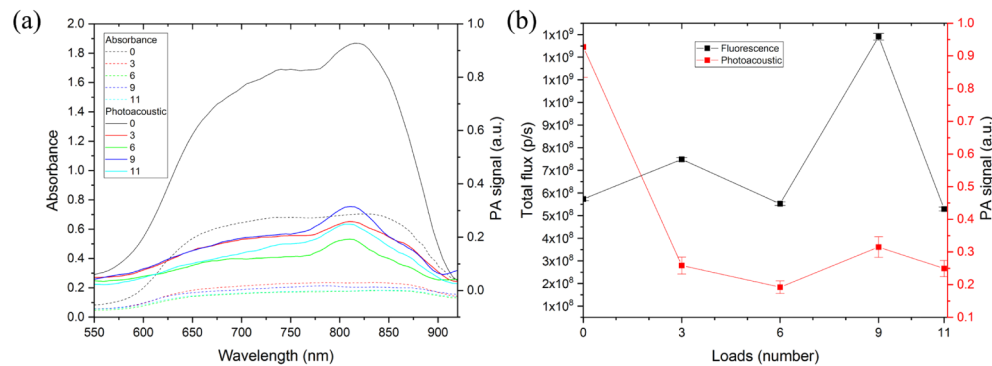 (a)
2.0
1.8
1.6
1.4
1.2
1.0
0.8
0.6
0.4
0.2
0.0
Absorbance
Absorbance
0
3
6
9
11
Photoacoustic
0
3
6
9
11
1.0
0.8
0.6
0.4
0.2
0.0
PA signal (a.u.)
550 600 650 700 750 800 850 900
Wavelength (nm)
(b)
1x10⁹
1x10⁹
1x10⁹
9x10⁸
8x10⁸
7x10⁸
6x10⁸
5x10⁸
4x10⁸
3x10⁸
2x10⁸
1x10⁸
Total flux (p/s)
Fluorescence
Photoacoustic
1.0
0.9
0.8
0.7
0.6
0.5
0.4
0.3
0.2
0.1
PA signal (a.u.)
0 3 6 9 11
Loads (number)